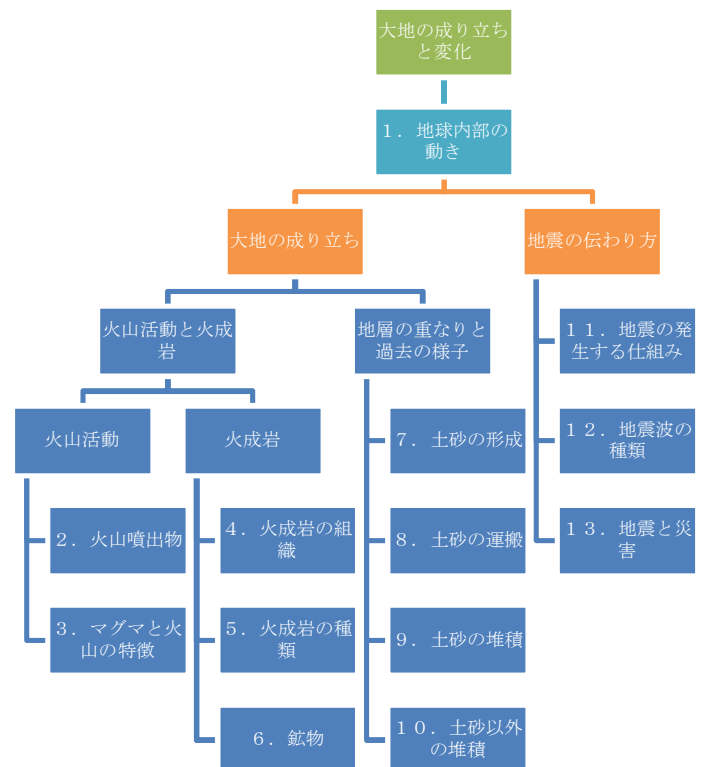 大地の成り立ち
と変化
１．地球内部の
動き
大地の成り立ち
地震の伝わり方
火山活動と火成
岩
地層の重なりと
過去の様子
１１．地震の発
生する仕組み
火山活動
火成岩
７．土砂の形成
１２．地震波の
種類
２．火山噴出物
４．火成岩の組
織
８．土砂の運搬
１３．地震と災
害
３．マグマと火
山の特徴
５．火成岩の種
類
９．土砂の堆積
６．鉱物
１０．土砂以外
の堆積